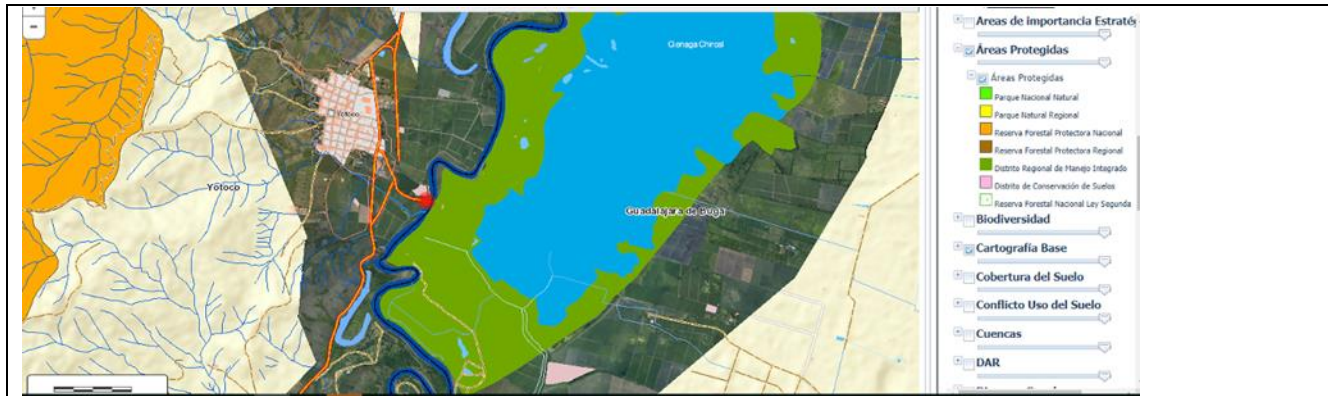 Cienaga Chircal
Yotoco
Yotoco
Guadalajara de Buga
Areas de importancia Estraté
Áreas Protegidas
Áreas Protegidas
Parque Nacional Natural
Parque Natural Regional
Reserva Forestal Protectora Nacional
Reserva Forestal Protectora Regional
Distrito Regional de Manejo Integrado
Distrito de Conservación de Suelos
Reserva Forestal Nacional Ley Segunda
Biodiversidad
Cartografía Base
Cobertura del Suelo
Conflicto Uso del Suelo
Cuencas
DAR